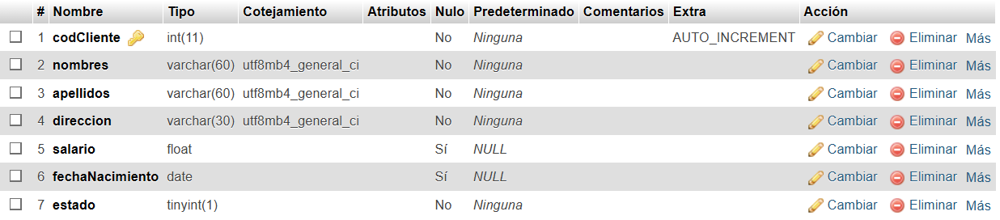 # Nombre Tipo Cotejamiento Atributos Nulo Predeterminado Comentarios Extra Acción
1 codCliente int(11) No Ninguna AUTO_INCREMENT Cambiar Eliminar Más
2 nombres varchar(60) utf8mb4_general_ci No Ninguna Cambiar Eliminar Más
3 apellidos varchar(60) utf8mb4_general_ci No Ninguna Cambiar Eliminar Más
4 direccion varchar(30) utf8mb4_general_ci No Ninguna Cambiar Eliminar Más
5 salario float Sí NULL Cambiar Eliminar Más
6 fechaNacimiento date Sí NULL Cambiar Eliminar Más
7 estado tinyint(1) No Ninguna Cambiar Eliminar Más